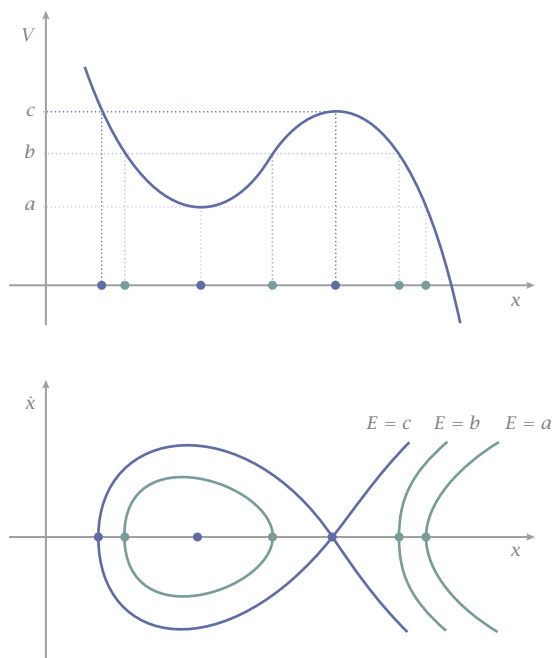 V
c
b
a
x
ẋ
E = c E = b E = a
x